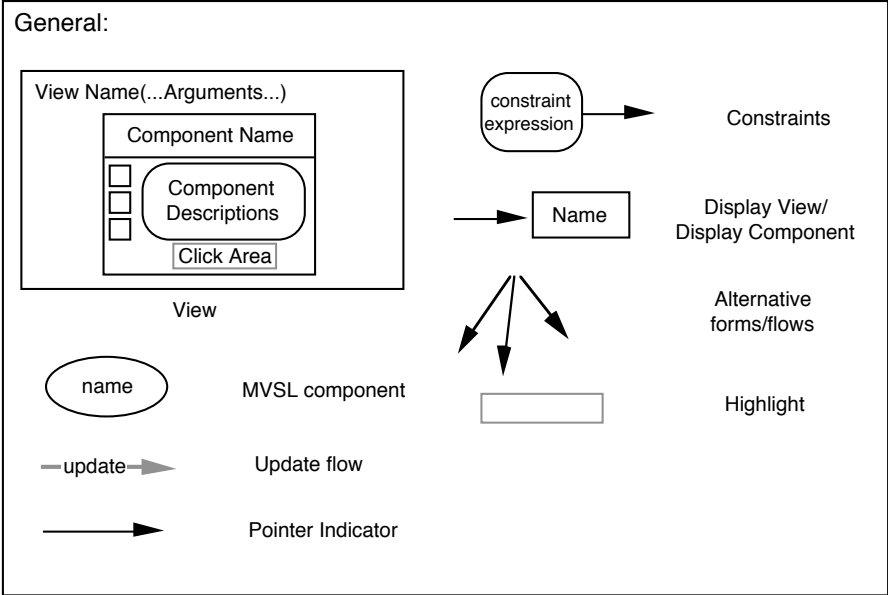 General:
View Name(...Arguments...)
Component Name
Component
Descriptions
Click Area
View
name
MVSL component
update
Update flow
Pointer Indicator
constraint
expression
Constraints
Name
Display View/
Display Component
Alternative
forms/flows
Highlight